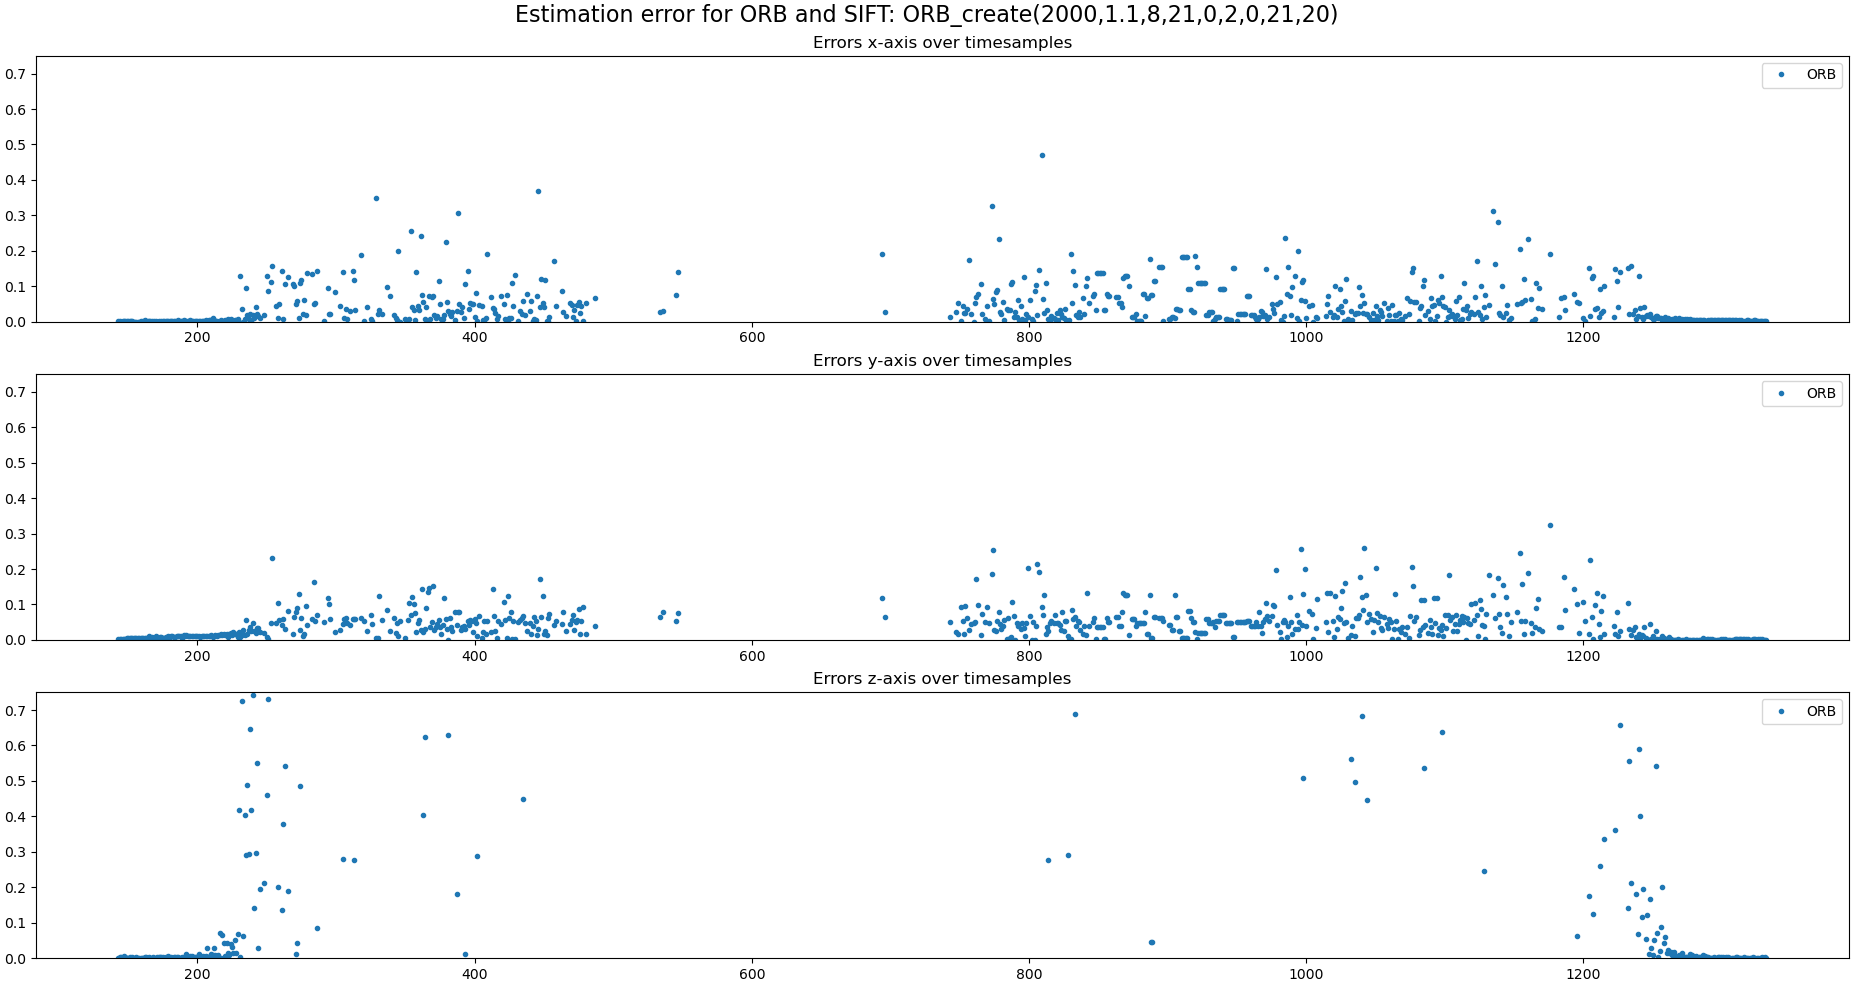 Estimation error for ORB and SIFT: ORB_create(2000,1.1,8,21,0,2,0,21,20)
Errors x-axis over timesamples
ORB
0.7
0.6
0.5
0.4
0.3
0.2
0.1
0.0
200 400 600 800 1000 1200
Errors y-axis over timesamples
ORB
0.7
0.6
0.5
0.4
0.3
0.2
0.1
0.0
200 400 600 800 1000 1200
Errors z-axis over timesamples
ORB
0.7
0.6
0.5
0.4
0.3
0.2
0.1
0.0
200 400 600 800 1000 1200